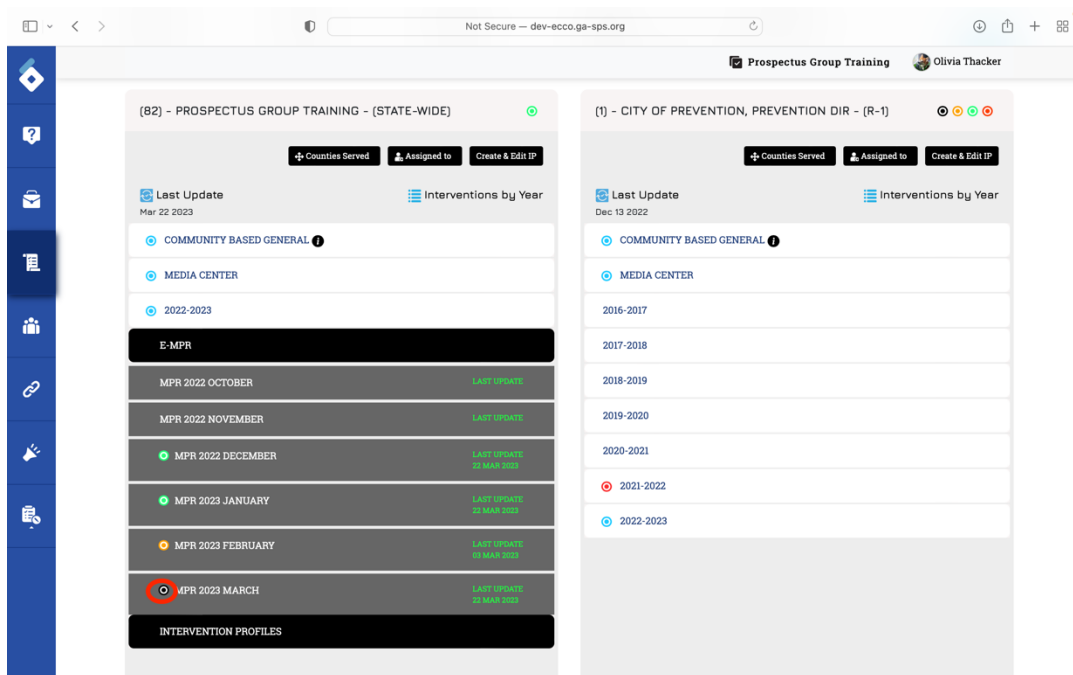 Not Secure — dev-ecco.ga-sps.org
Prospectus Group Training
Olivia Thacker
(82) - PROSPECTUS GROUP TRAINING - (STATE-WIDE)
Counties Served
Assigned to
Create & Edit IP
Last Update
Interventions by Year
Mar 22 2023
COMMUNITY BASED GENERAL
MEDIA CENTER
2022-2023
E-MPR
MPR 2022 OCTOBER LAST UPDATE
MPR 2022 NOVEMBER LAST UPDATE
MPR 2022 DECEMBER LAST UPDATE
22 MAR 2023
MPR 2023 JANUARY LAST UPDATE
22 MAR 2023
MPR 2023 FEBRUARY LAST UPDATE
03 MAR 2023
MPR 2023 MARCH LAST UPDATE
22 MAR 2023
INTERVENTION PROFILES
(1) - CITY OF PREVENTION, PREVENTION DIR - (R-1)
Counties Served
Assigned to
Create & Edit IP
Last Update
Interventions by Year
Dec 13 2022
COMMUNITY BASED GENERAL
MEDIA CENTER
2016-2017
2017-2018
2018-2019
2019-2020
2020-2021
2021-2022
2022-2023